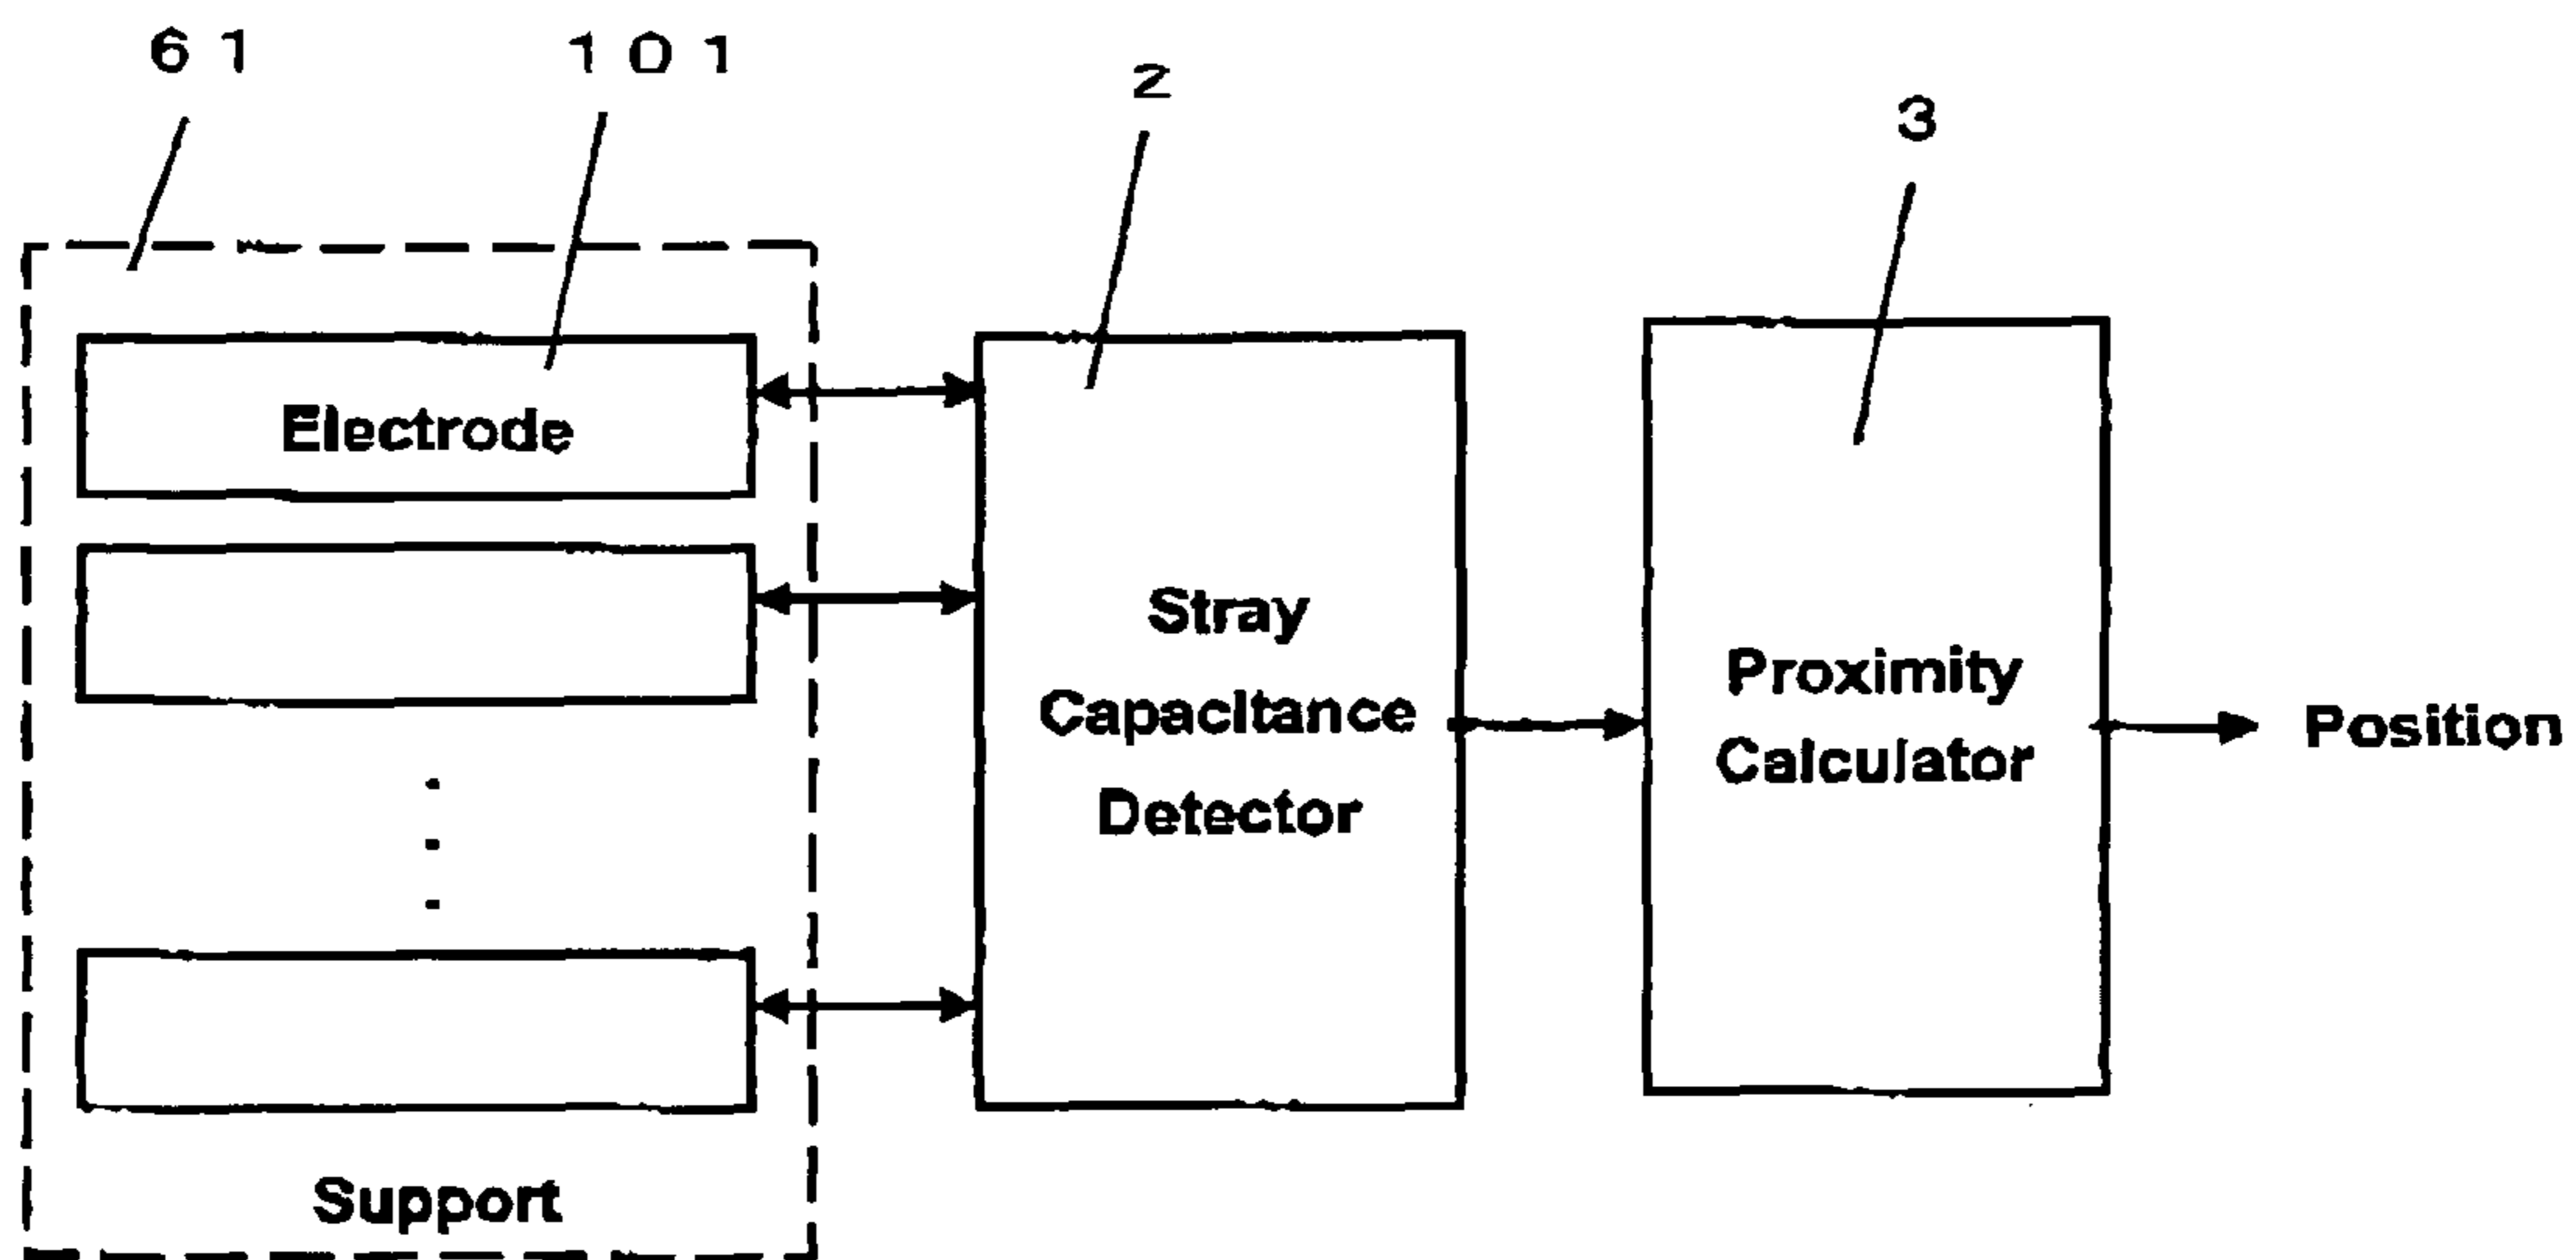 61
101
2
3
Electrode
Stray
Capacitance
Detector
Proximity
Calculator
Position
Support